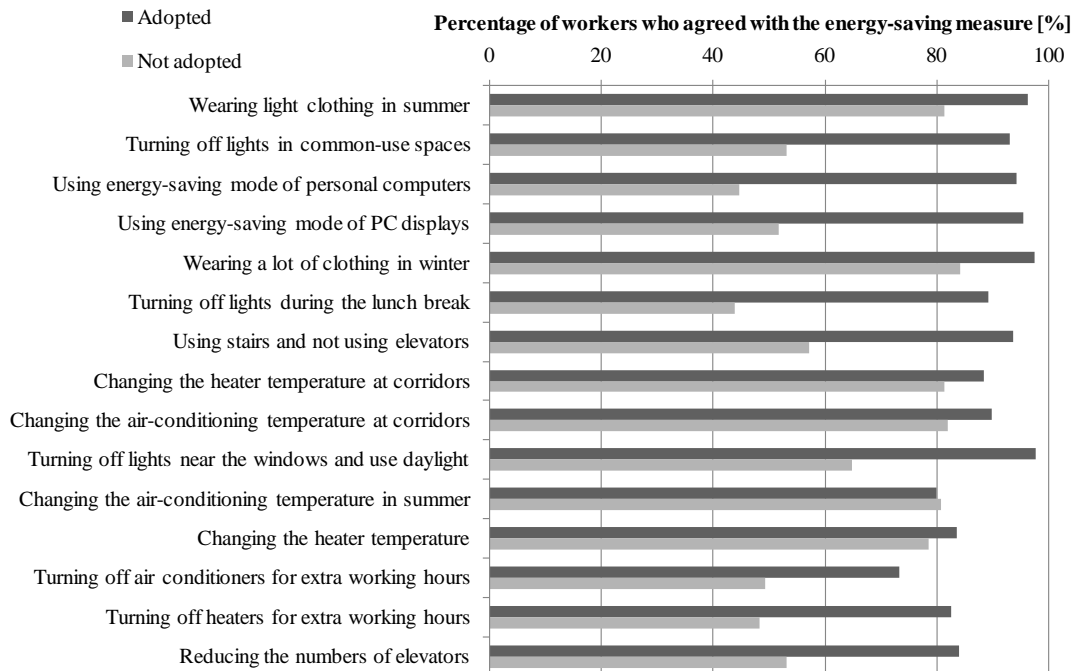 Adopted
Not adopted
Percentage of workers who agreed with the energy-saving measure [%]
0 20 40 60 80 100
Wearing light clothing in summer
Turning off lights in common-use spaces
Using energy-saving mode of personal computers
Using energy-saving mode of PC displays
Wearing a lot of clothing in winter
Turning off lights during the lunch break
Using stairs and not using elevators
Changing the heater temperature at corridors
Changing the air-conditioning temperature at corridors
Turning off lights near the windows and use daylight
Changing the air-conditioning temperature in summer
Changing the heater temperature
Turning off air conditioners for extra working hours
Turning off heaters for extra working hours
Reducing the numbers of elevators